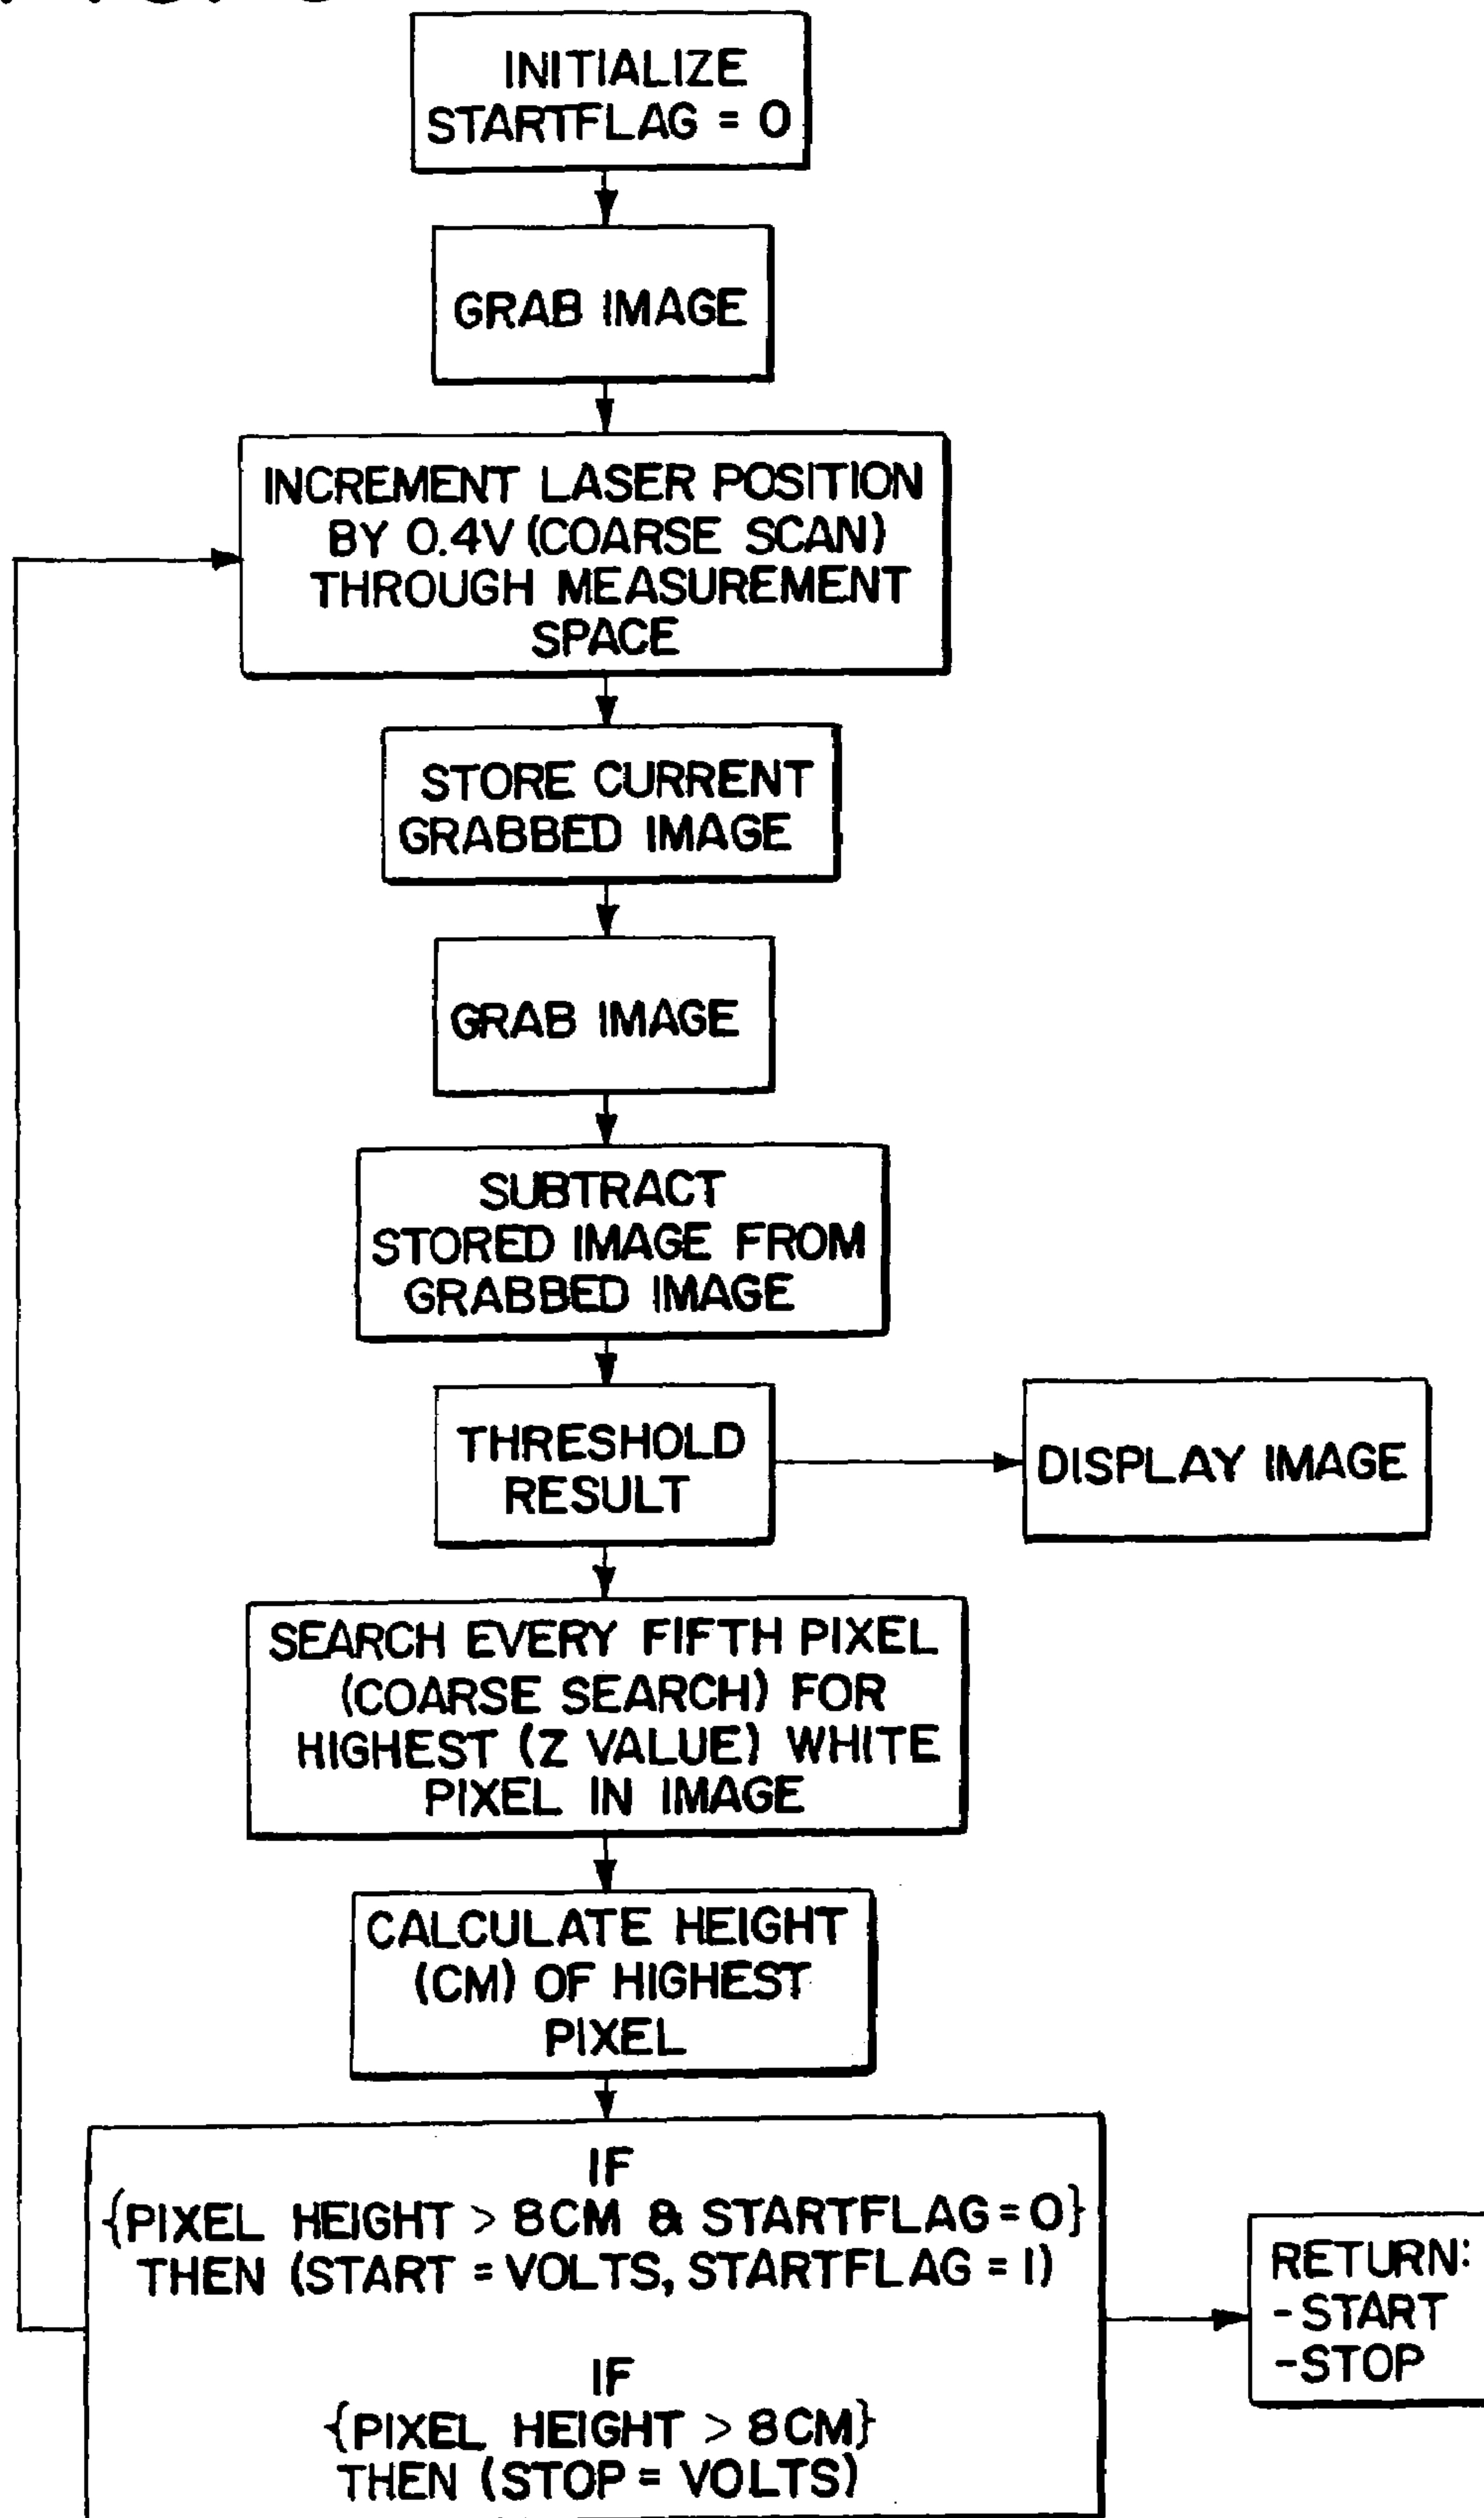 INITIALIZE
STARTFLAG = 0
GRAB IMAGE
INCREMENT LASER POSITION
BY 0.4V (COARSE SCAN)
THROUGH MEASUREMENT
SPACE
STORE CURRENT
GRABBED IMAGE
GRAB IMAGE
SUBTRACT
STORED IMAGE FROM
GRABBED IMAGE
THRESHOLD
RESULT
DISPLAY IMAGE
SEARCH EVERY FIFTH PIXEL
(COARSE SEARCH) FOR
HIGHEST (Z VALUE) WHITE
PIXEL IN IMAGE
CALCULATE HEIGHT
(CM) OF HIGHEST
PIXEL
IF
{PIXEL HEIGHT > 8CM & STARTFLAG = 0}
THEN (START = VOLTS, STARTFLAG = 1)
IF
{PIXEL HEIGHT > 8CM}
THEN (STOP = VOLTS)
RETURN:
-START
-STOP